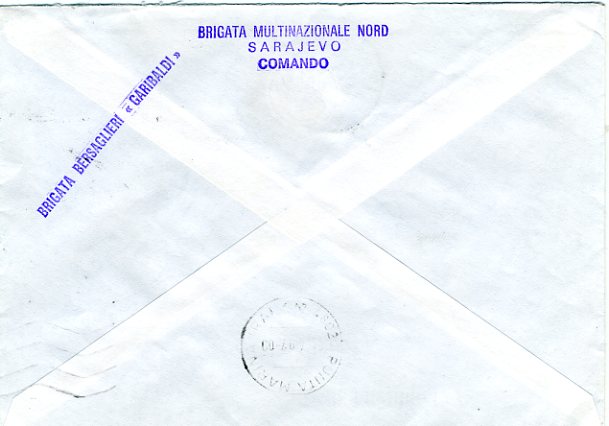 BRIGATA MULTINAZIONALE NORD
SARAJEVO
COMANDO
BRIGATA BERSAGLIERI « GARIBALDI »